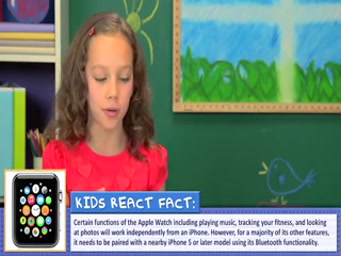 KIDS REACT FACT:
Certain functions of the Apple Watch including playing music, tracking your fitness, and looking
at photos will work independently from an iPhone. However, for a majority of its other features,
it needs to be paired with a nearby iPhone 5 or later model using its Bluetooth functionality.